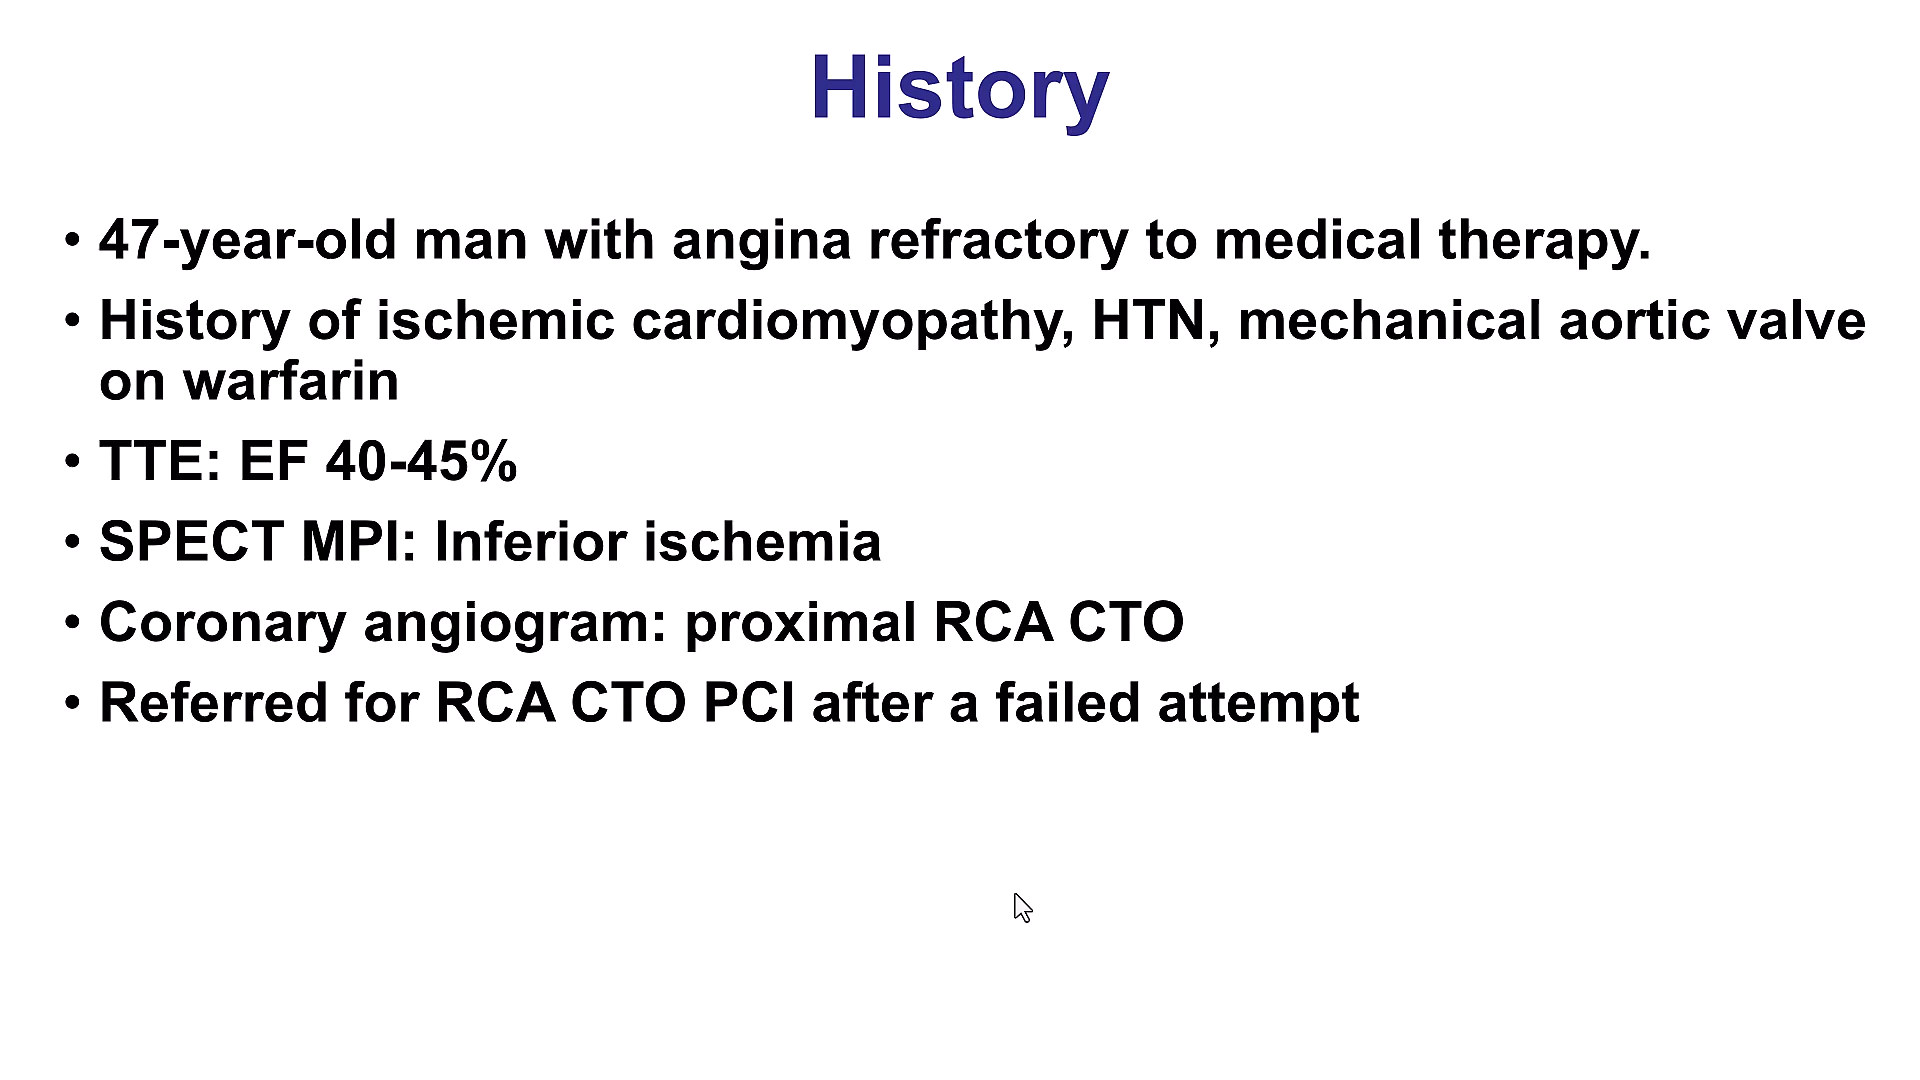 History
• 47-year-old man with angina refractory to medical therapy.
• History of ischemic cardiomyopathy, HTN, mechanical aortic valve
on warfarin
• TTE: EF 40-45%
• SPECT MPI: Inferior ischemia
• Coronary angiogram: proximal RCA CTO
• Referred for RCA CTO PCI after a failed attempt